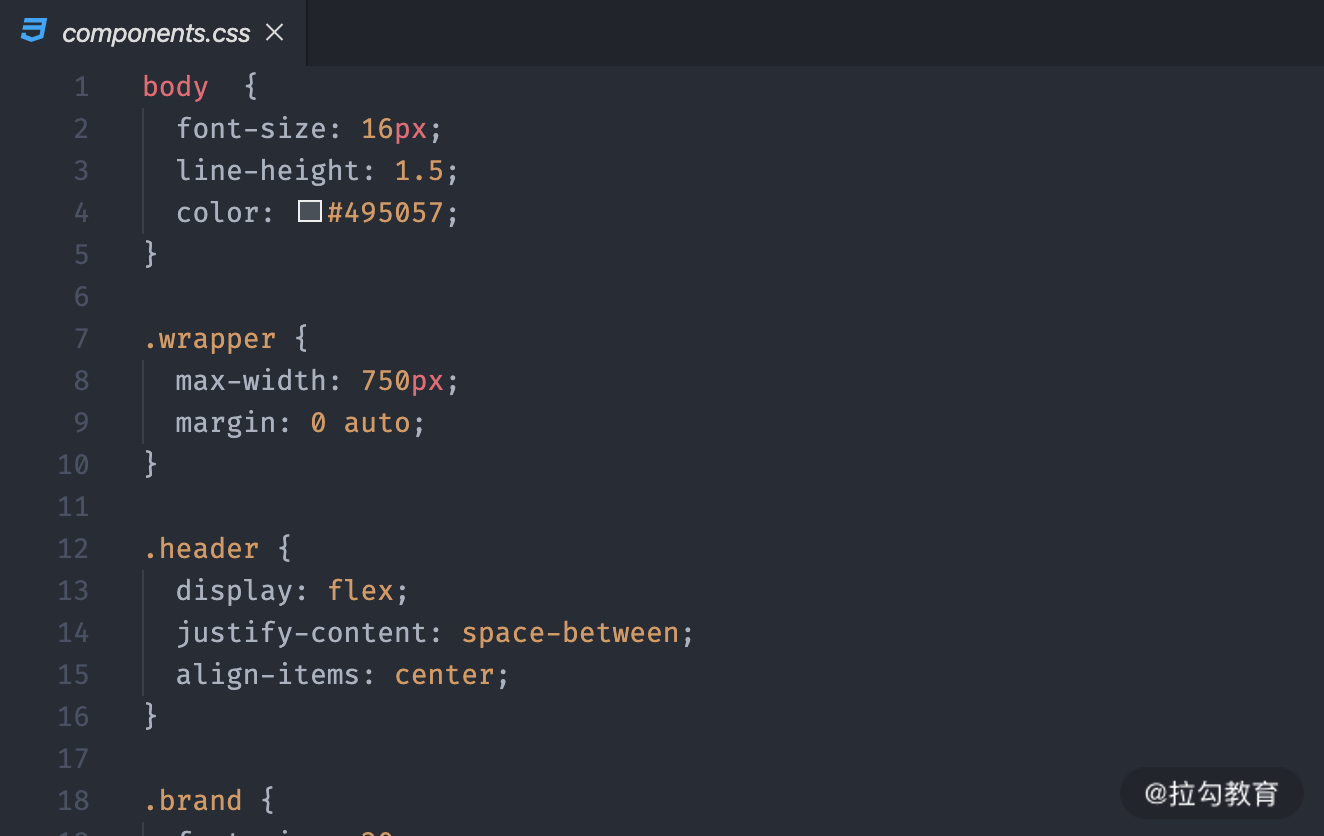 components.css
1 body  {
2   font-size: 16px;
3   line-height: 1.5;
4   color: #495057;
5 }
6
7 .wrapper {
8   max-width: 750px;
9   margin: 0 auto;
10 }
11
12 .header {
13   display: flex;
14   justify-content: space-between;
15   align-items: center;
16 }
17
18 .brand {
@拉勾教育